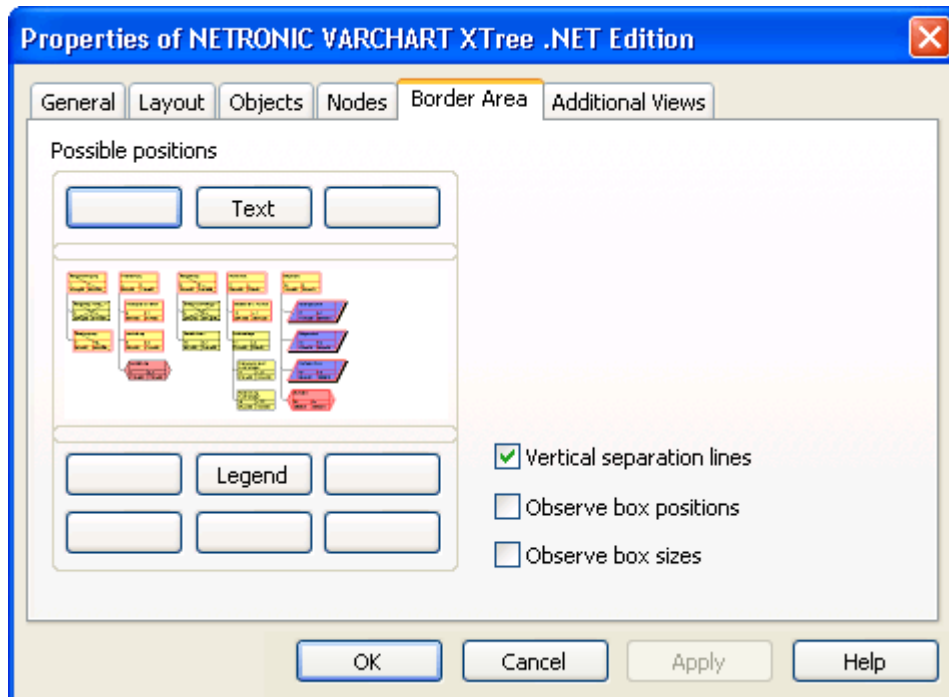 Properties of NETRONIC VARCHART XTree .NET Edition
General Layout Objects Nodes Border Area Additional Views
Possible positions
Text
Legend
Vertical separation lines
Observe box positions
Observe box sizes
OK Cancel Apply Help